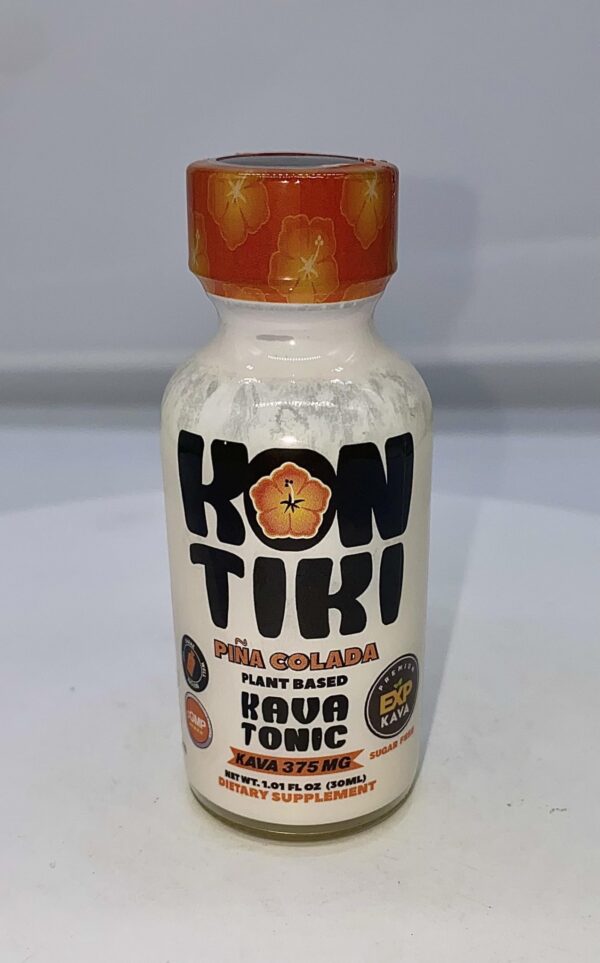 KON
TIKI
PIÑA COLADA
PLANT BASED
KAVA
TONIC
KAVA 375 MG
NET WT. 1.01 FL OZ (30ML)
DIETARY SUPPLEMENT
PREMIUM
EXP
KAVA
SUGAR FREE